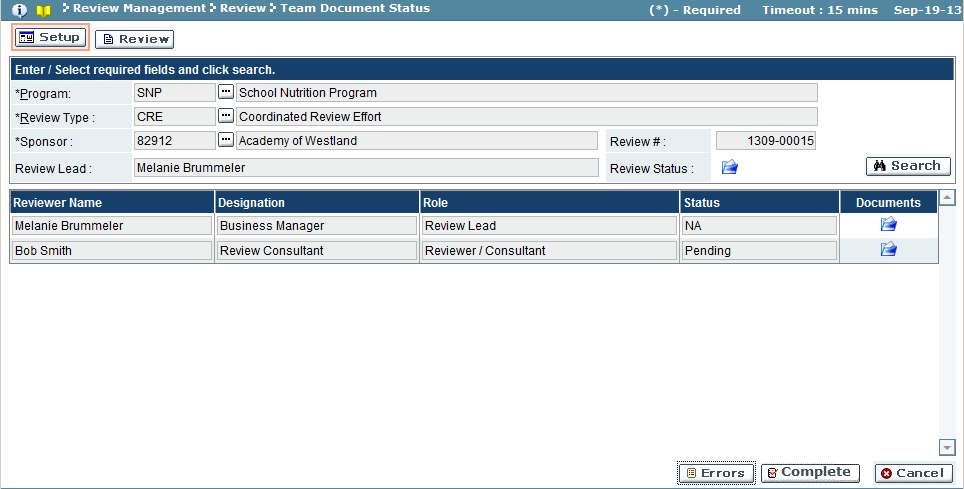 Review Management > Review > Team Document Status (*) - Required Timeout : 15 mins Sep-19-13
Setup Review
Enter / Select required fields and click search.
*Program: SNP ... School Nutrition Program
*Review Type : CRE ... Coordinated Review Effort
*Sponsor : 82912 ... Academy of Westland Review # : 1309-00015
Review Lead : Melanie Brummeler Review Status : Search
Reviewer Name Designation Role Status Documents
Melanie Brummeler Business Manager Review Lead NA
Bob Smith Review Consultant Reviewer / Consultant Pending
Errors Complete Cancel